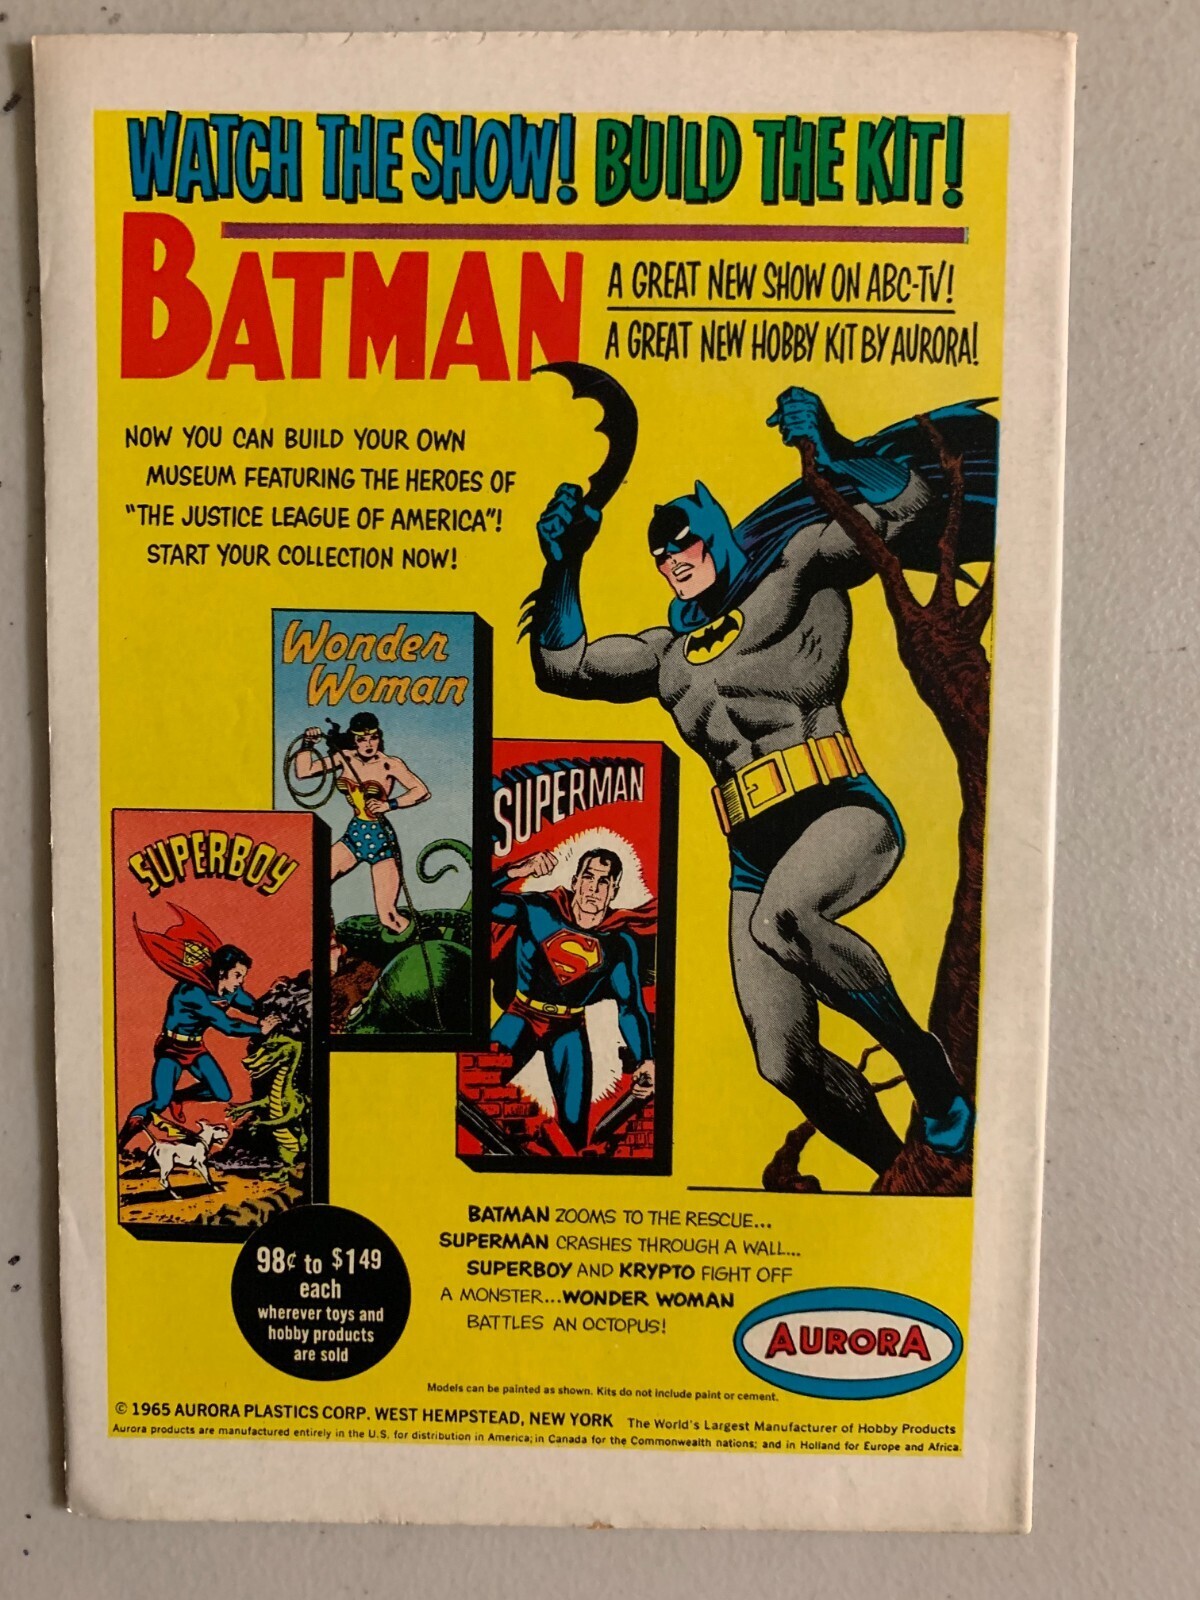 WATCH THE SHOW! BUILD THE KIT!
BATMAN
A GREAT NEW SHOW ON ABC-TV!
A GREAT NEW HOBBY KIT BY AURORA!
NOW YOU CAN BUILD YOUR OWN
MUSEUM FEATURING THE HEROES OF
"THE JUSTICE LEAGUE OF AMERICA"!
START YOUR COLLECTION NOW!
Wonder
Woman
SUPERMAN
SUPERBOY
98¢ to $149
each
wherever toys and
hobby products
are sold
BATMAN ZOOMS TO THE RESCUE...
SUPERMAN CRASHES THROUGH A WALL...
SUPERBOY AND KRYPTO FIGHT OFF
A MONSTER...WONDER WOMAN
BATTLES AN OCTOPUS!
AURORA
Models can be painted as shown. Kits do not include paint or cement.
© 1965 AURORA PLASTICS CORP. WEST HEMPSTEAD, NEW YORK The World's Largest Manufacturer of Hobby Products
Aurora products are manufactured entirely in the U.S. for distribution in America; in Canada for the Commonwealth nations; and in Holland for Europe and Africa.